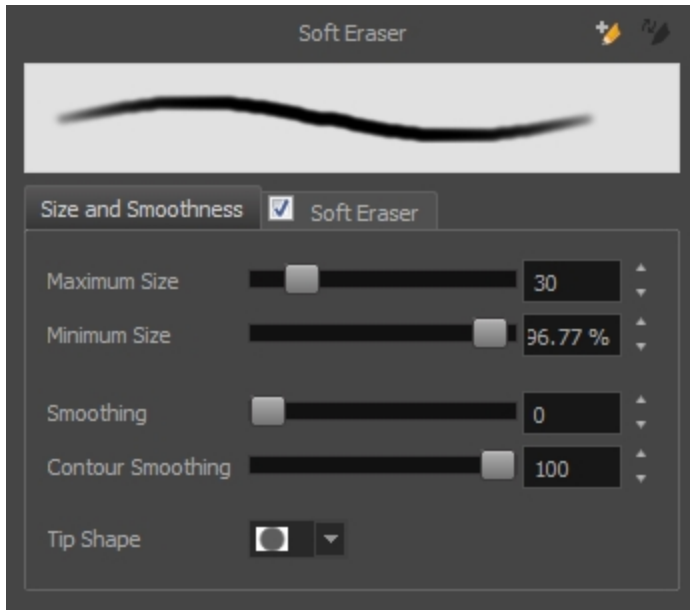 Soft Eraser
Size and Smoothness Soft Eraser
Maximum Size 30
Minimum Size 96.77 %
Smoothing 0
Contour Smoothing 100
Tip Shape